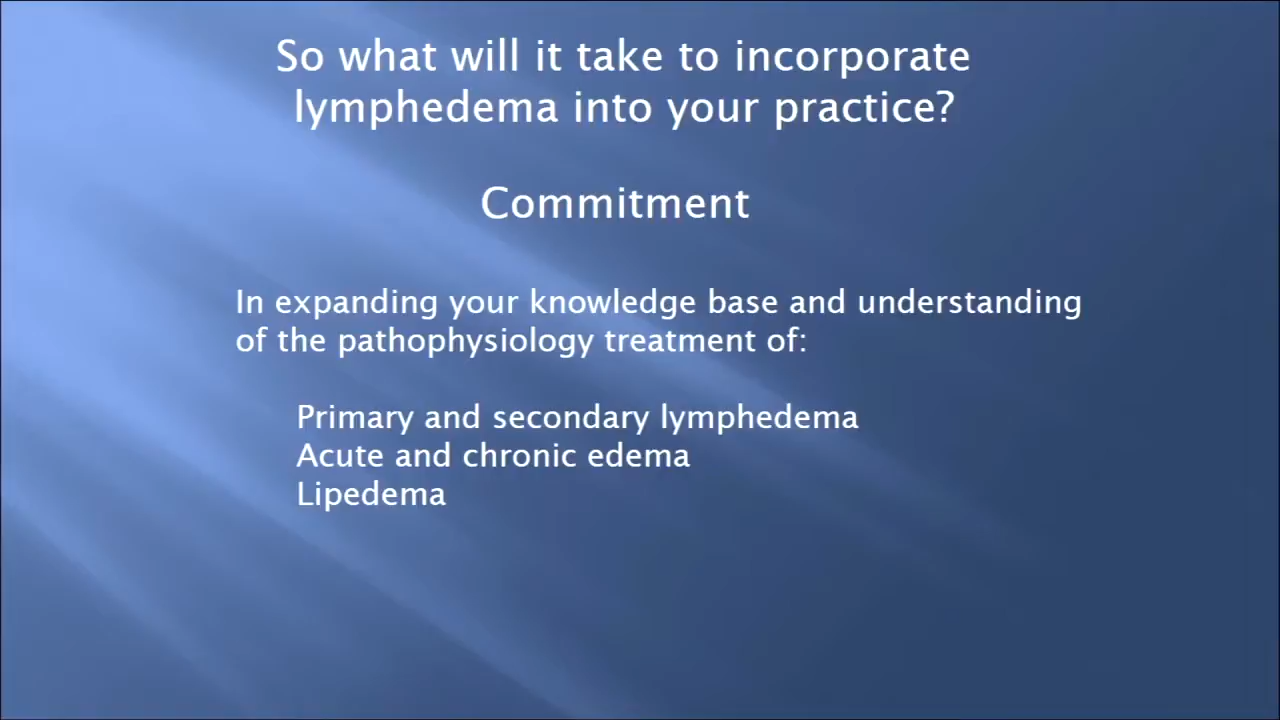 So what will it take to incorporate
lymphedema into your practice?
Commitment
In expanding your knowledge base and understanding
of the pathophysiology treatment of:
Primary and secondary lymphedema
Acute and chronic edema
Lipedema